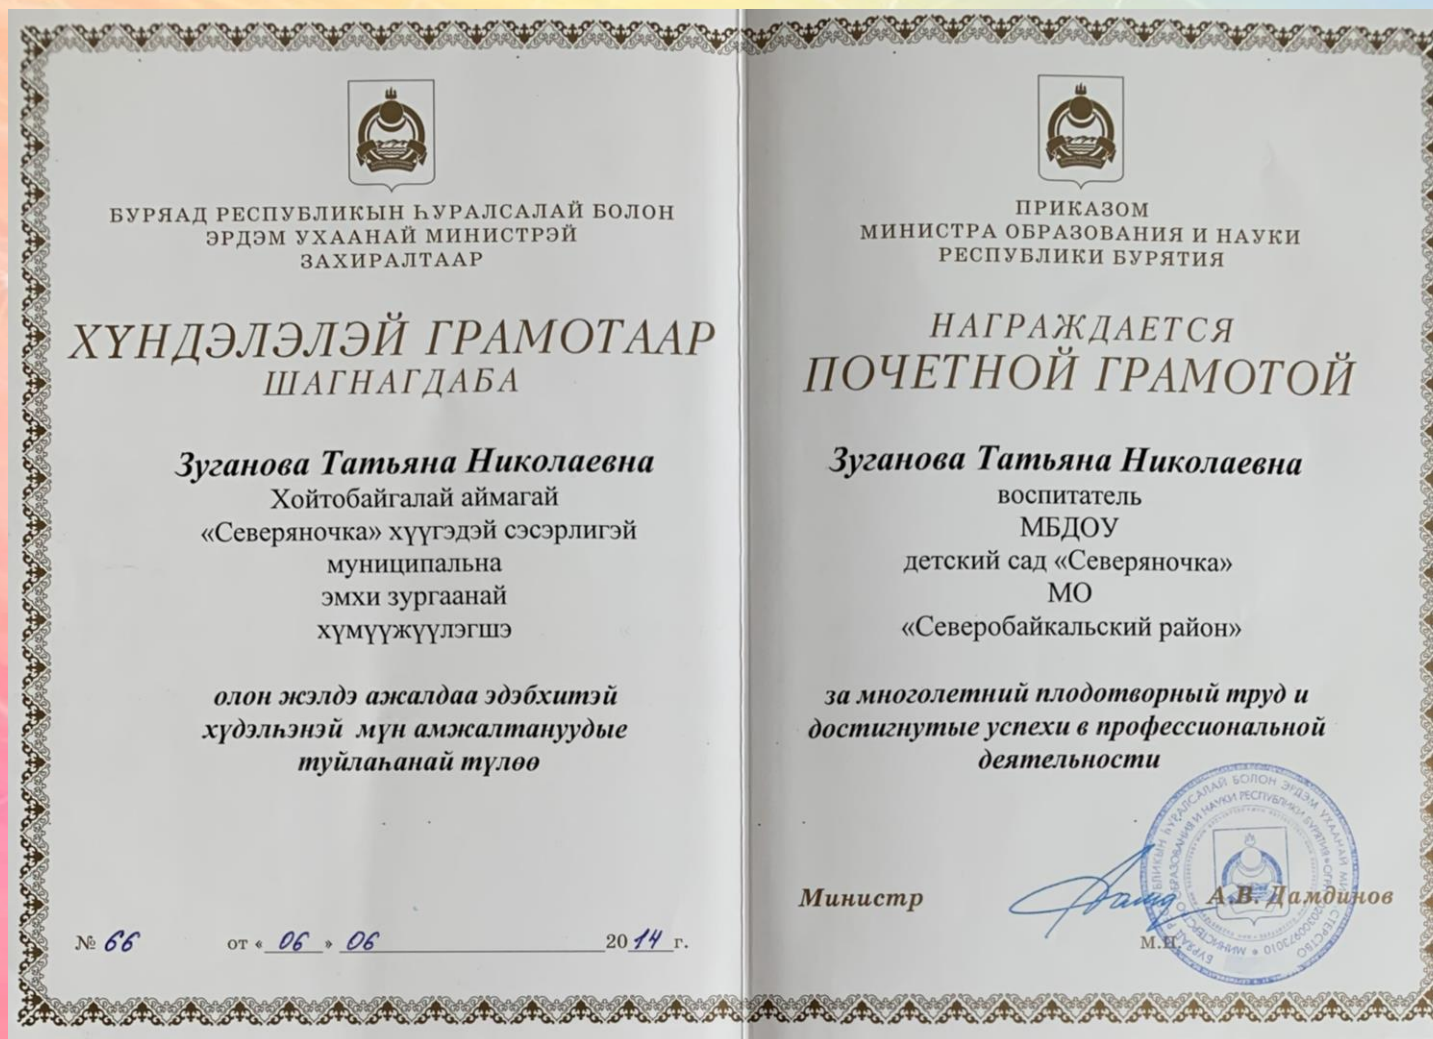 БУРЯАД РЕСПУБЛИКЫН ҺУРАЛСАЛАЙ БОЛОН
ЭРДЭМ УХААНАЙ МИНИСТРЭЙ
ЗАХИРАЛТААР
ХҮНДЭЛЭЛЭЙ ГРАМОТААР
ШАГНАГДАБА
Зуганова Татьяна Николаевна
Хойтобайгалай аймагай
«Северяночка» хүүгэдэй сэсэрлигэй
муниципальна
эмхи зургаанай
хүмүүжүүлэгшэ
олон жэлдэ ажалдаа эдэбхитэй
хүдэлһэнэй мүн амжалтануудые
туйлаһанай түлөө
№ 66 от «06» 06 2014 г.
ПРИКАЗОМ
МИНИСТРА ОБРАЗОВАНИЯ И НАУКИ
РЕСПУБЛИКИ БУРЯТИЯ
НАГРАЖДАЕТСЯ
ПОЧЕТНОЙ ГРАМОТОЙ
Зуганова Татьяна Николаевна
воспитатель
МБДОУ
детский сад «Северяночка»
МО
«Северобайкальский район»
за многолетний плодотворный труд и
достигнутые успехи в профессиональной
деятельности
Министр А.В. Дамдинов
М.П.